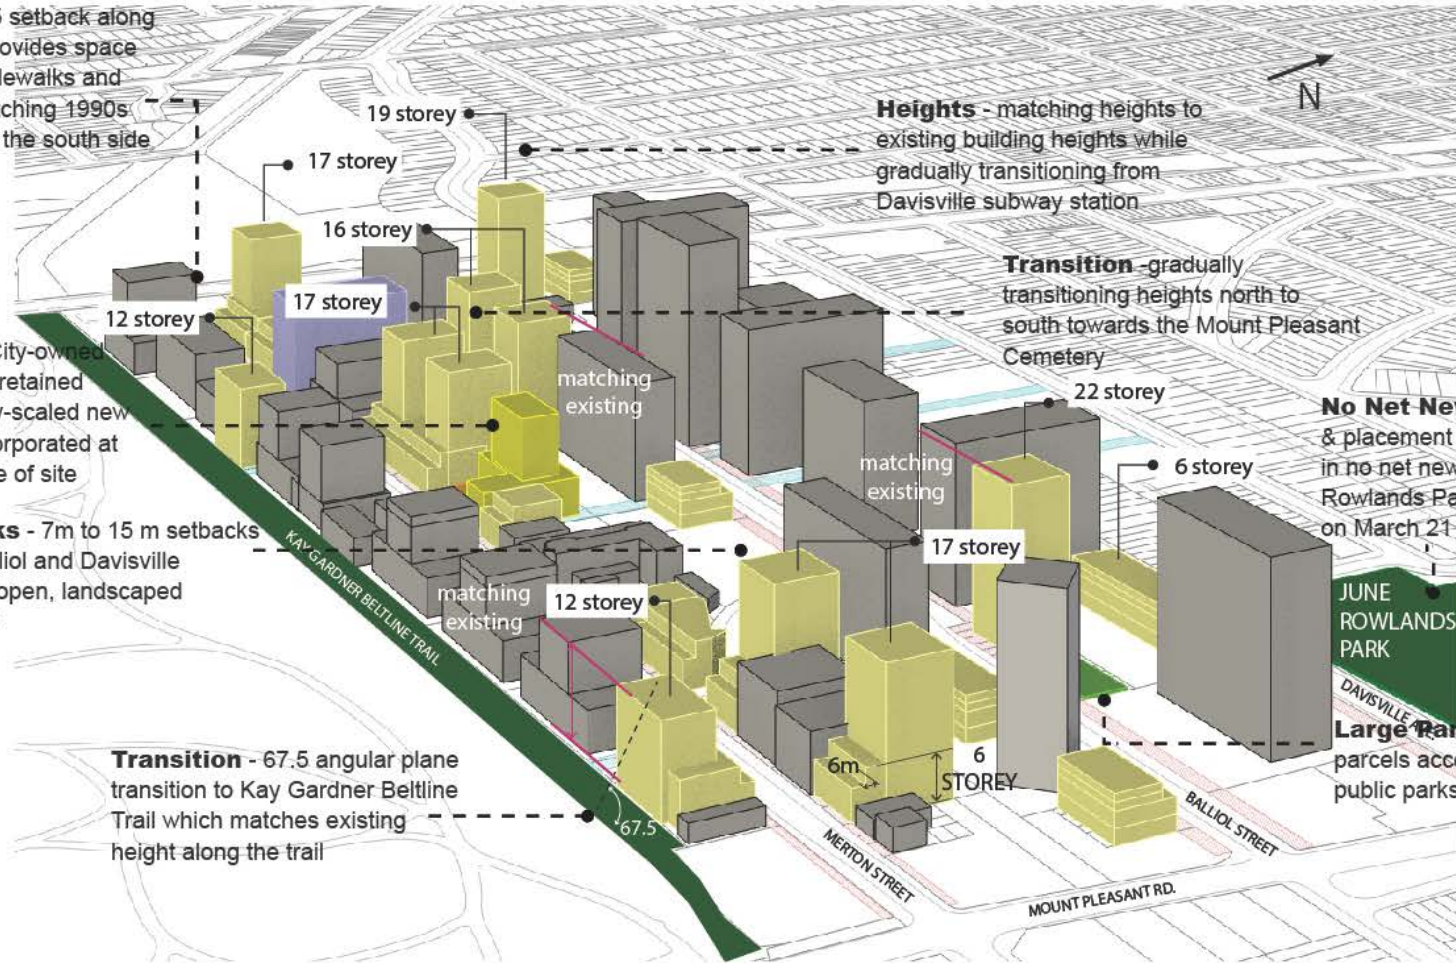 setback along
ovides space
lewalks and
ching 1990s
the south side
19 storey
17 storey
16 storey
17 storey
12 storey
Heights - matching heights to
existing building heights while
gradually transitioning from
Davisville subway station
N
Transition -gradually
transitioning heights north to
south towards the Mount Pleasant
Cemetery
22 storey
6 storey
City-owned
retained
v-scaled new
orporated at
e of site
matching
existing
matching
existing
No Net Ne
& placement
in no net new
Rowlands Pa
on March 21
ks - 7m to 15 m setbacks
liol and Davisville
open, landscaped
KAY GARDNER BELTLINE TRAIL
matching
existing
12 storey
17 storey
JUNE
ROWLANDS
PARK
DAVISVILLE
Large Par
parcels acc
public parks
Transition - 67.5 angular plane
transition to Kay Gardner Beltline
Trail which matches existing
height along the trail
67.5
6m
6
STOREY
MERTON STREET
BALLIOL STREET
MOUNT PLEASANT RD.